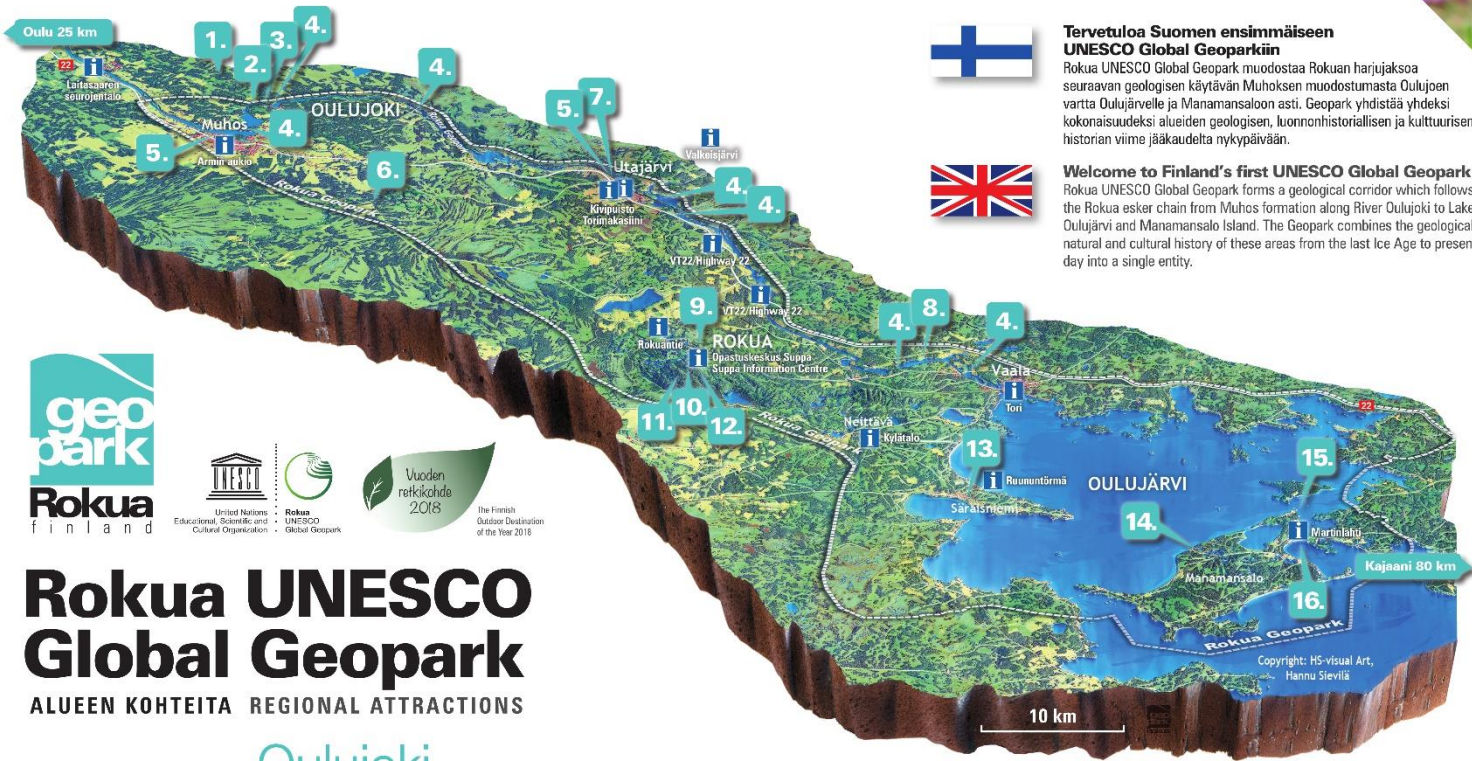 Oulu 25 km
22
Laitasaaren
seurojentalo
1.
2.
3.
4.
OULUJOKI
4.
Muhos
4.
5.
Armin aukio
6.
Rokua Geopark
5.
7.
Utajärvi
Valkeisjärvi
Kivipuisto
Torimakasiini
4.
4.
VT22/Highway 22
VT22/Highway 22
9.
Rokuantie
ROKUA
Opastuskeskus Suppa
Suppa Information Centre
11.
10.
12.
4.
8.
4.
Vaala
Tori
Rokua Geopark
Neittävä
Kylätalo
13.
Ruununtörmä
Säräisniemi
OULUJÄRVI
22
15.
14.
Martinlahti
Manamansalo
16.
Kajaani 80 km
Rokua Geopark
Copyright: HS-visual Art,
Hannu Sievilä
10 km
Tervetuloa Suomen ensimmäiseen
UNESCO Global Geoparkiin
Rokua UNESCO Global Geopark muodostaa Rokuan harjujaksoa
seuraavan geologisen käytävän Muhoksen muodostumasta Oulujoen
vartta Oulujärvelle ja Manamansaloon asti. Geopark yhdistää yhdeksi
kokonaisuudeksi alueiden geologisen, luonnonhistoriallisen ja kulttuurisen
historian viime jääkaudelta nykypäivään.
Welcome to Finland's first UNESCO Global Geopark
Rokua UNESCO Global Geopark forms a geological corridor which follows
the Rokua esker chain from Muhos formation along River Oulujoki to Lake
Oulujärvi and Manamansalo Island. The Geopark combines the geological
natural and cultural history of these areas from the last Ice Age to presen
day into a single entity.
geo
park
Rokua
finland
UNESCO
United Nations
Educational, Scientific and
Cultural Organization
Rokua
UNESCO
Global Geopark
Vuoden
retkikohde
2018
The Finnish
Outdoor Destination
of the Year 2018
Rokua UNESCO
Global Geopark
ALUEEN KOHTEITA REGIONAL ATTRACTIONS
Oulujoki